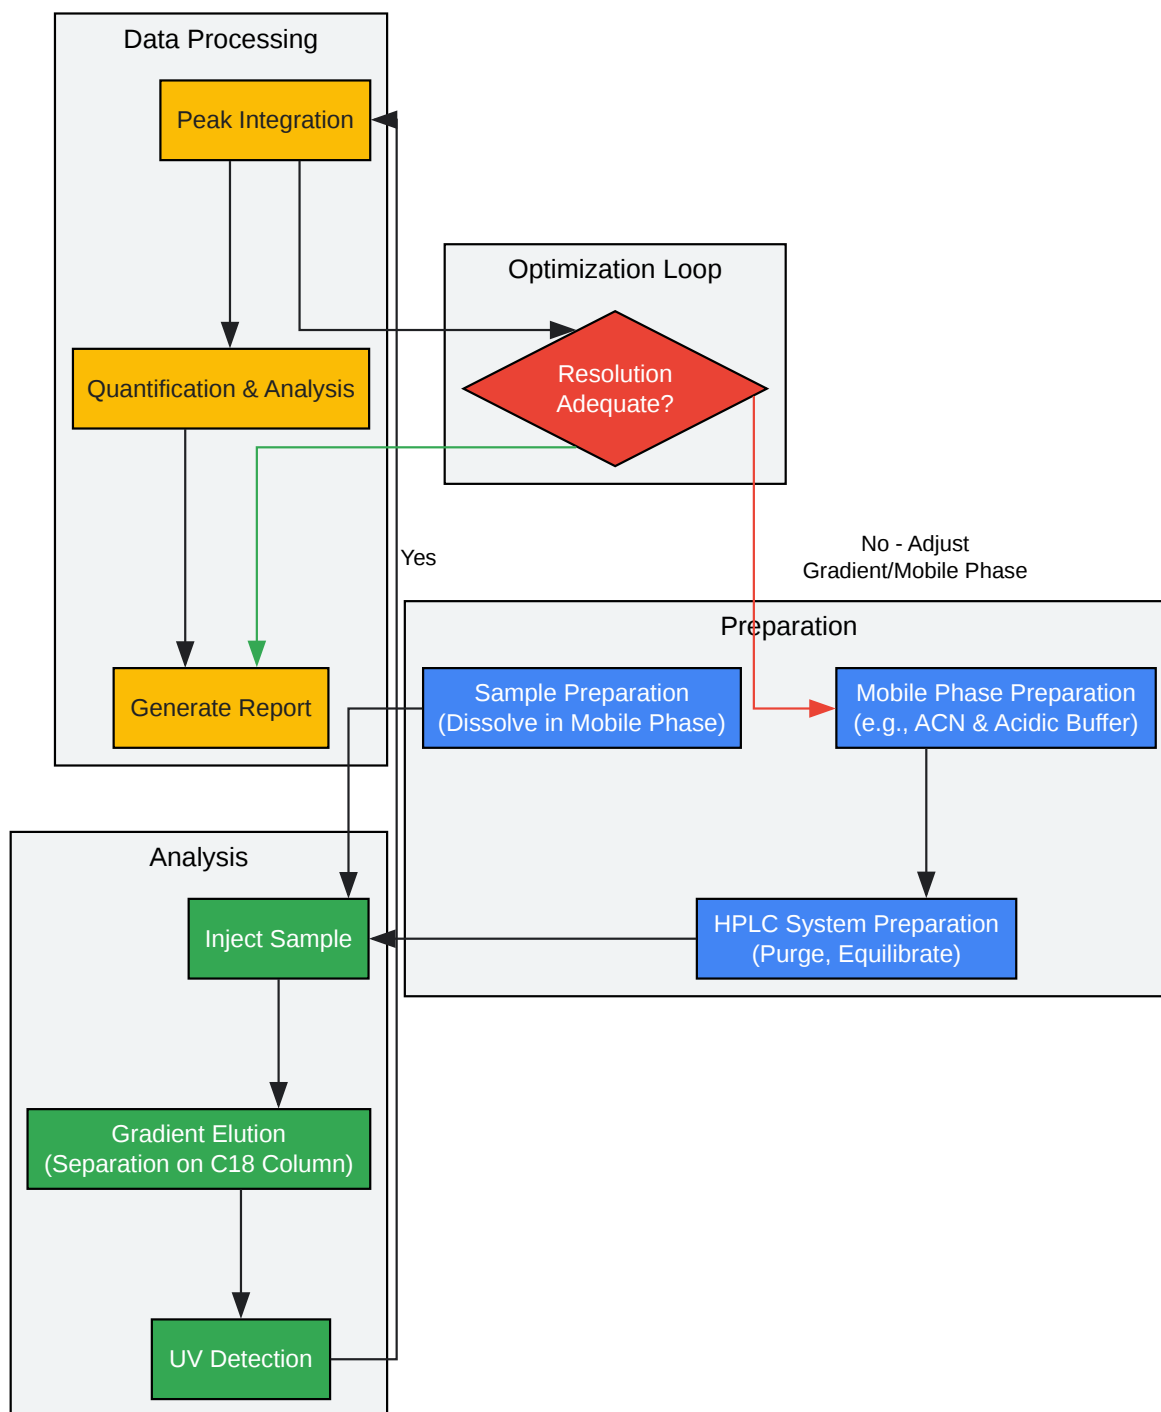 Data Processing
Peak Integration
Optimization Loop
Resolution
Adequate?
Quantification & Analysis
Yes
No - Adjust
Gradient/Mobile Phase
Preparation
Generate Report
Sample Preparation
(Dissolve in Mobile Phase)
Mobile Phase Preparation
(e.g., ACN & Acidic Buffer)
Analysis
Inject Sample
HPLC System Preparation
(Purge, Equilibrate)
Gradient Elution
(Separation on C18 Column)
UV Detection